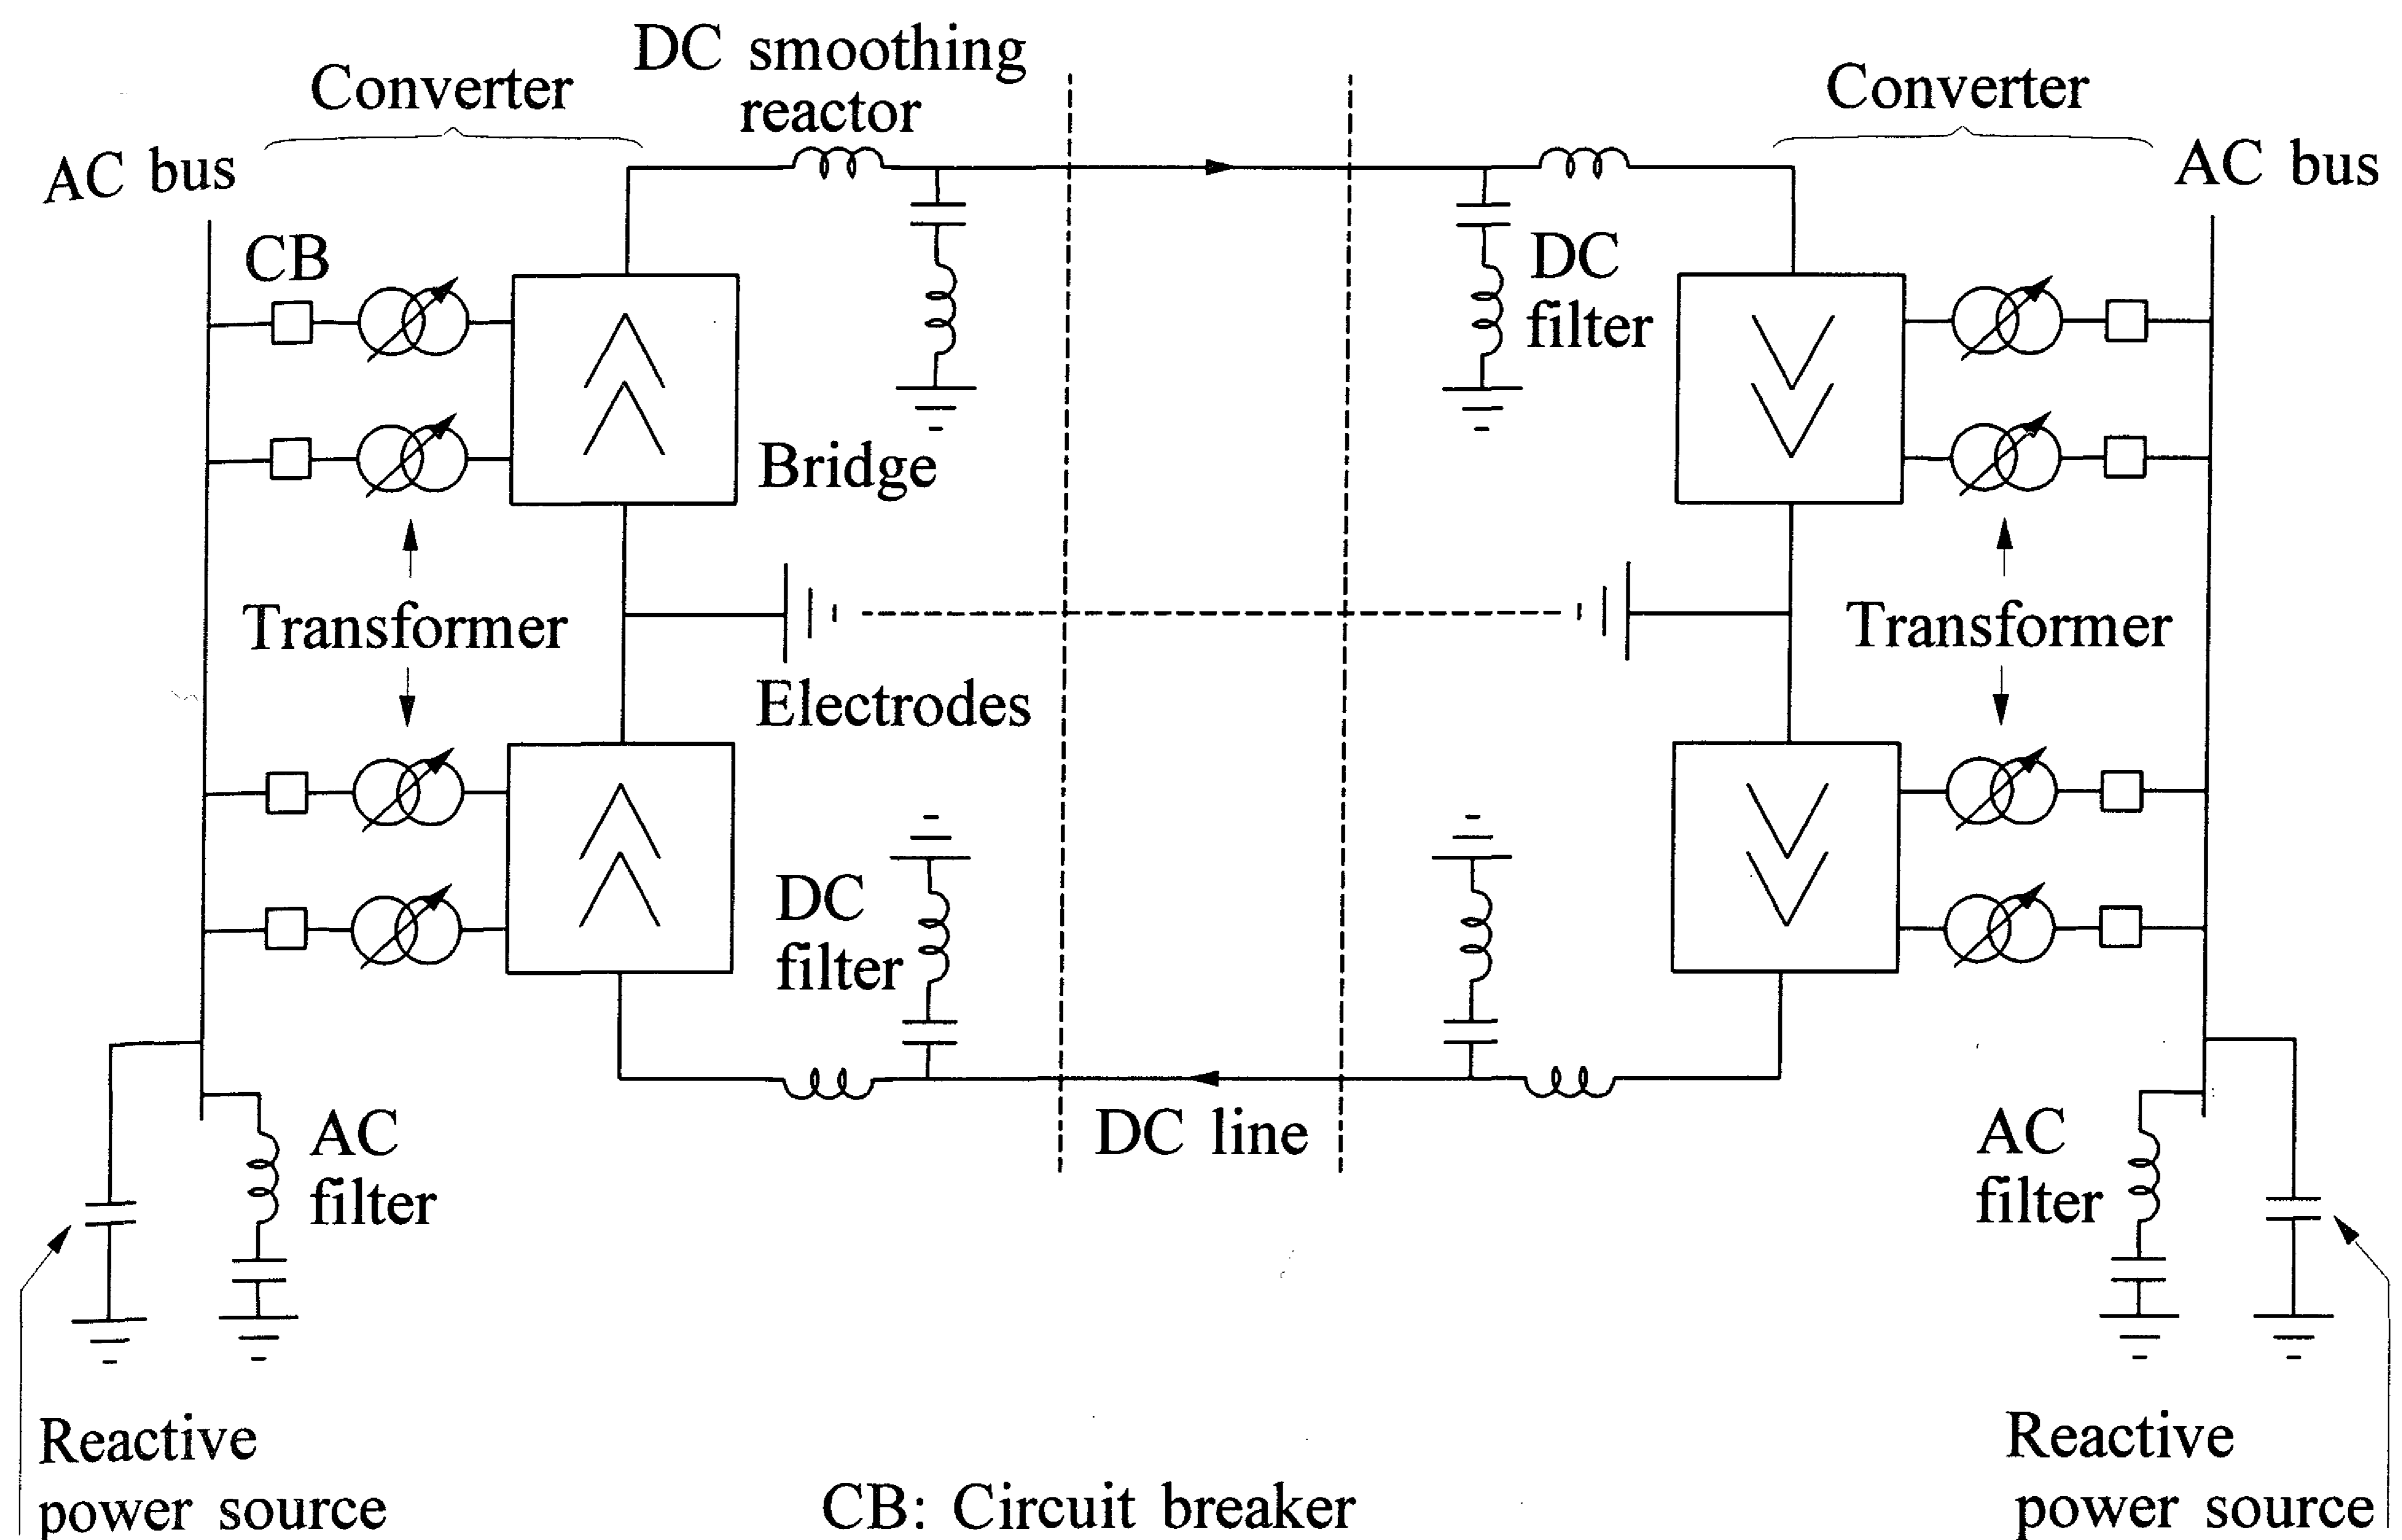 DC smoothing
reactor
Converter
Converter
AC bus
AC bus
CB
DC
filter
Bridge
Transformer
Transformer
Electrodes
DC
filter
DC line
AC
filter
AC
filter
Reactive
power source
Reactive
power source
CB: Circuit breaker